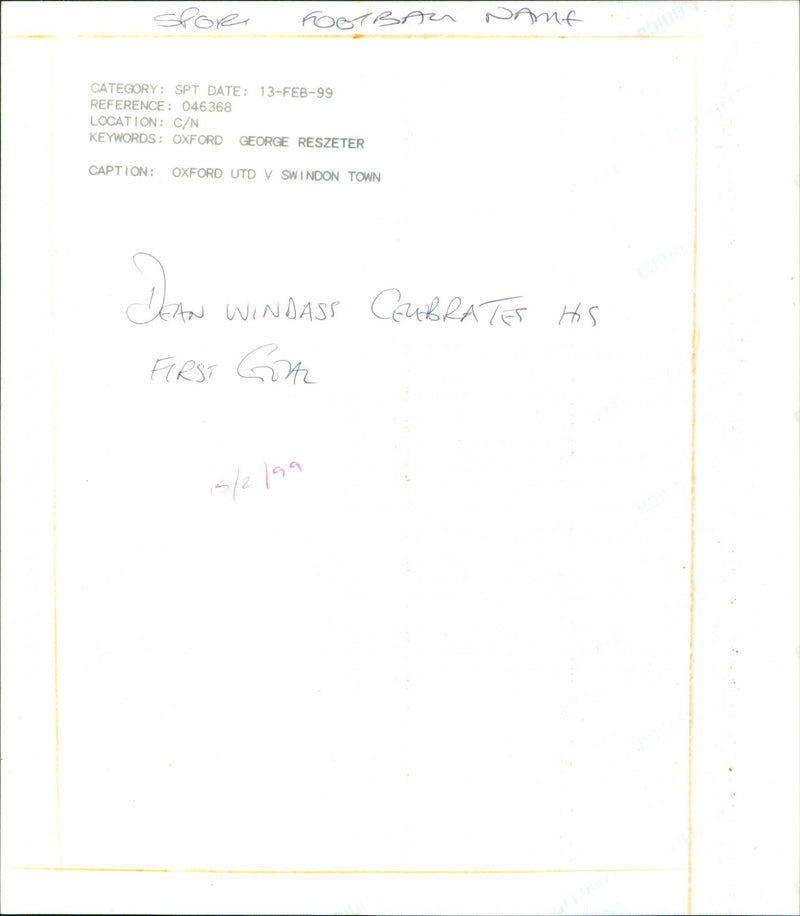 SPORT FOOTBALL NAME
CATEGORY: SPT DATE: 13-FEB-99
REFERENCE: 046368
LOCATION: C/N
KEYWORDS: OXFORD GEORGE RESZETER
CAPTION: OXFORD UTD V SWINDON TOWN
DEAN WINDASS CELEBRATES HIS
FIRST GOAL
15/2/99